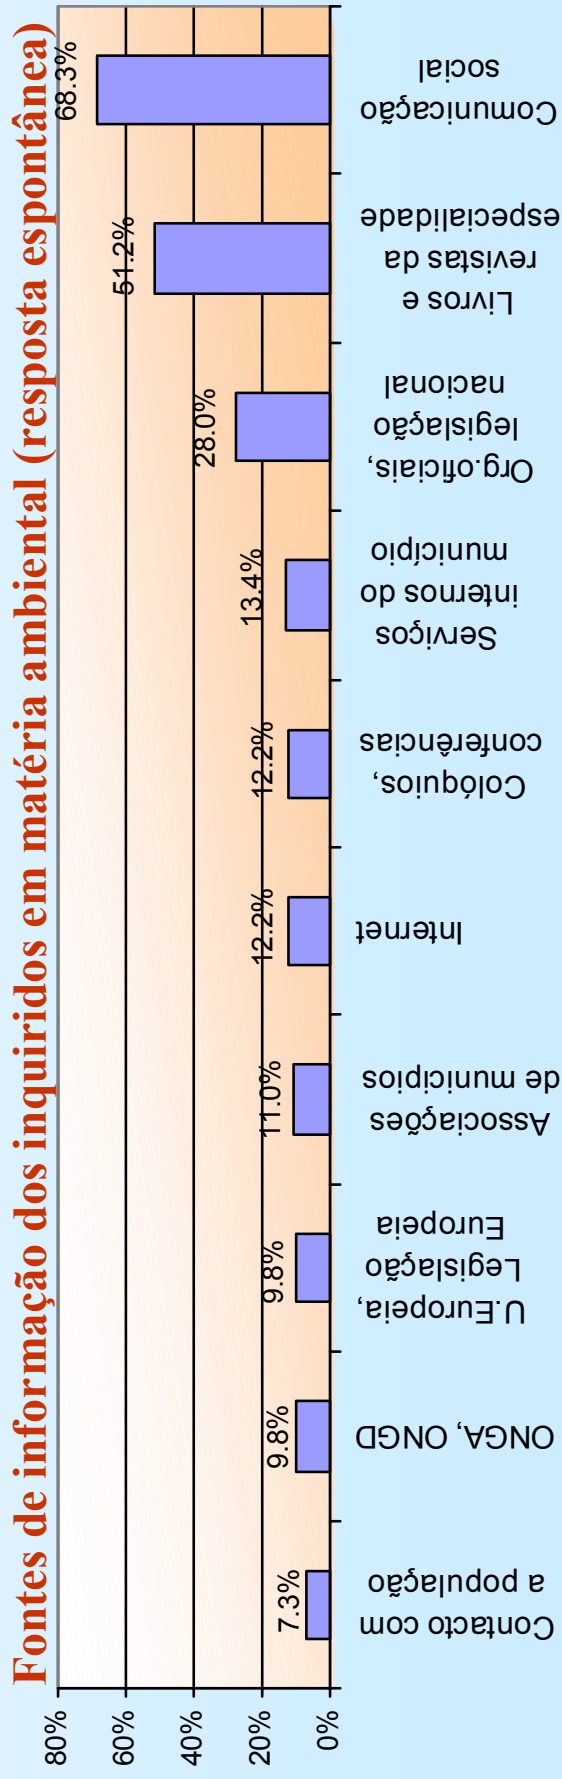 Fontes de informação dos inquiridos em matéria ambiental (resposta espontânea)
80%
60%
40%
20%
0%
7.3%
9.8%
9.8%
11.0%
12.2%
12.2%
13.4%
28.0%
51.2%
68.3%
Contacto com
a população
ONGA, ONGD
U.Europeia,
Legislação
Europeia
Associações
de municípios
Internet
Colóquios,
conferências
Serviços
internos do
município
Org.oficiais,
legislação
nacional
Livros e
revistas da
especialidade
Comunicação
social